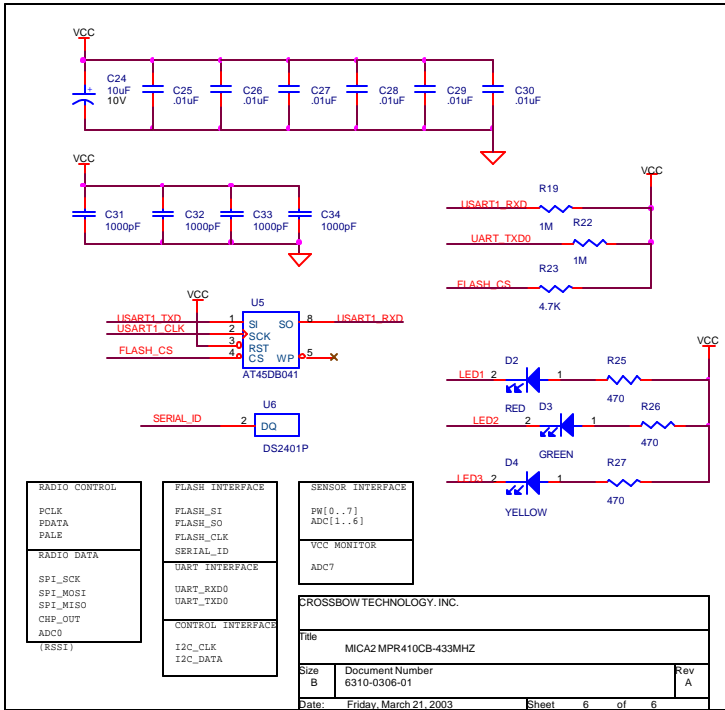 VCC
C24
10uF
10V
+
C25
.01uF
C26
.01uF
C27
.01uF
C28
.01uF
C29
.01uF
C30
.01uF
VCC
C31
1000pF
C32
1000pF
C33
1000pF
C34
1000pF
VCC
R19
USART1_RXD
1M
R22
UART_TXD0
1M
R23
FLASH_CS
4.7K
VCC
U5
USART1_TXD 1 SI SO 8 USART1_RXD
USART1_CLK 2 SCK
3 RST
FLASH_CS 4 CS WP 5
AT45DB041
U6
SERIAL_ID 2 DQ
DS2401P
VCC
D2
LED1 2 1
RED
R25
470
D3
LED2 2 1
GREEN
R26
470
D4
LED3 2 1
YELLOW
R27
470
RADIO CONTROL
PCLK
PDATA
PALE
RADIO DATA
SPI_SCK
SPI_MOSI
SPI_MISO
CHP_OUT
ADC0
(RSSI)
FLASH INTERFACE
FLASH_SI
FLASH_SO
FLASH_CLK
SERIAL_ID
UART INTERFACE
UART_RXD0
UART_TXD0
CONTROL INTERFACE
I2C_CLK
I2C_DATA
SENSOR INTERFACE
PW[0..7]
ADC[1..6]
VCC MONITOR
ADC7
CROSSBOW TECHNOLOGY. INC.
Title
MICA2 MPR410CB-433MHZ
Size
B
Document Number
6310-0306-01
Rev
A
Date: Friday, March 21, 2003 Sheet 6 of 6